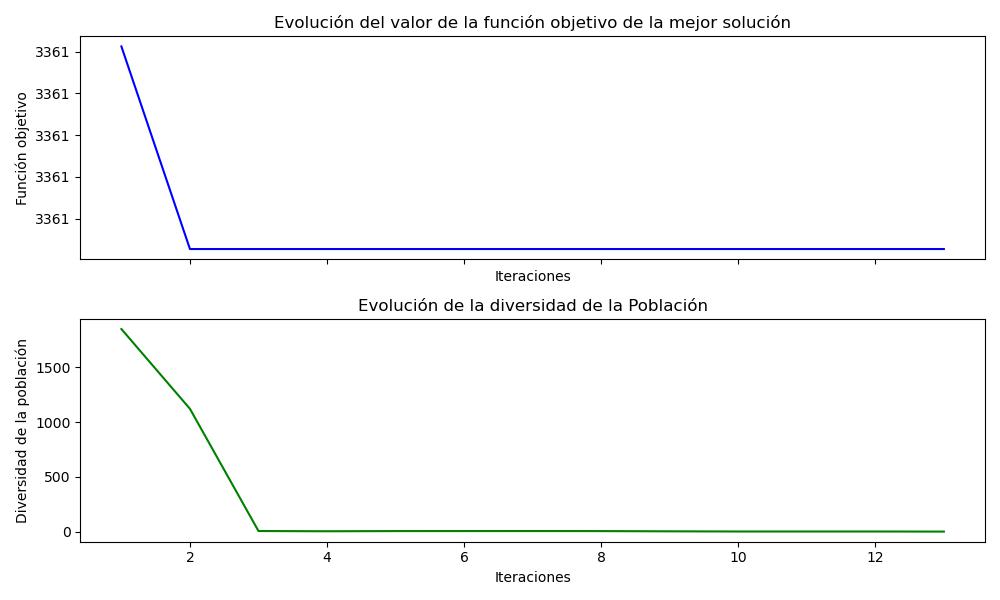 Evolución del valor de la función objetivo de la mejor solución
Función objetivo
3361
3361
3361
3361
3361
Iteraciones
Evolución de la diversidad de la Población
Diversidad de la población
1500
1000
500
0
2 4 6 8 10 12
Iteraciones